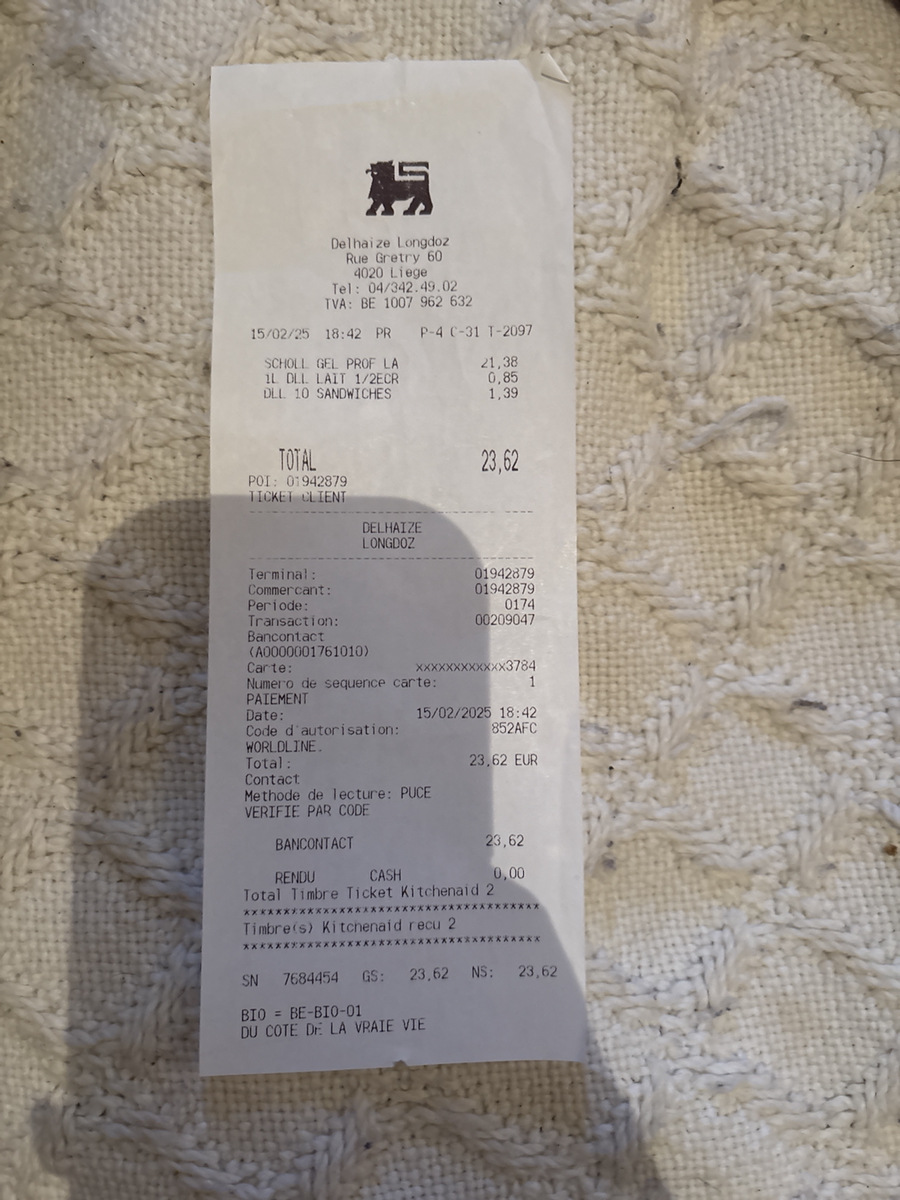 Delhaize Longdoz
Rue Gretry 60
4020 Liege
Tel: 04/342.49.02
TVA: BE 1007 962 632
15/02/25 18:42 PR P-4 C-31 T-2097
SCHOLL GEL PROF LA 21,38
1L DLL LAIT 1/2ECR 0,85
DLL 10 SANDWICHES 1,39
TOTAL 23,62
POI: 01942879
TICKET CLIENT
DELHAIZE
LONGDOZ
Terminal: 01942879
Commercant: 01942879
Periode: 0174
Transaction: 00209047
Bancontact
(A0000001761010)
Carte: xxxxxxxxxxxxx3784
Numero de sequence carte: 1
PAIEMENT
Date: 15/02/2025 18:42
Code d'autorisation: 852AFC
WORLDLINE.
Total: 23,62 EUR
Contact
Methode de lecture: PUCE
VERIFIE PAR CODE
BANCONTACT 23,62
RENDU CASH 0,00
Total Timbre Ticket Kitchenaid 2
****************************************
Timbre(s) Kitchenaid recu 2
****************************************
SN 7684454 GS: 23,62 NS: 23,62
BIO = BE-BIO-01
DU COTE DE LA VRAIE VIE